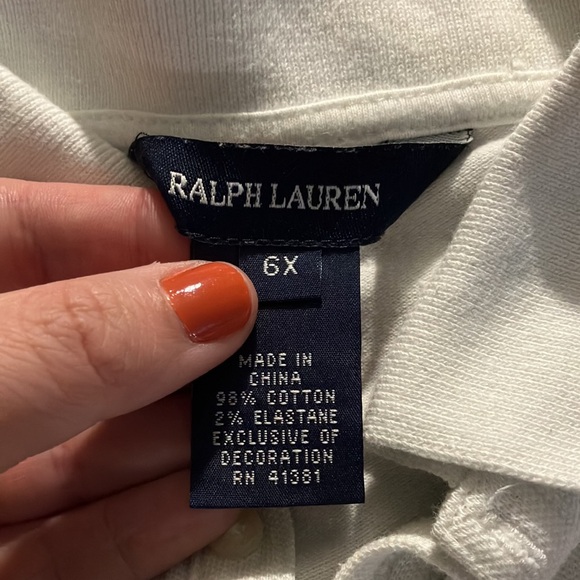 RALPH LAUREN
6X
MADE IN
CHINA
98% COTTON
2% ELASTANE
EXCLUSIVE OF
DECORATION
RN 41381